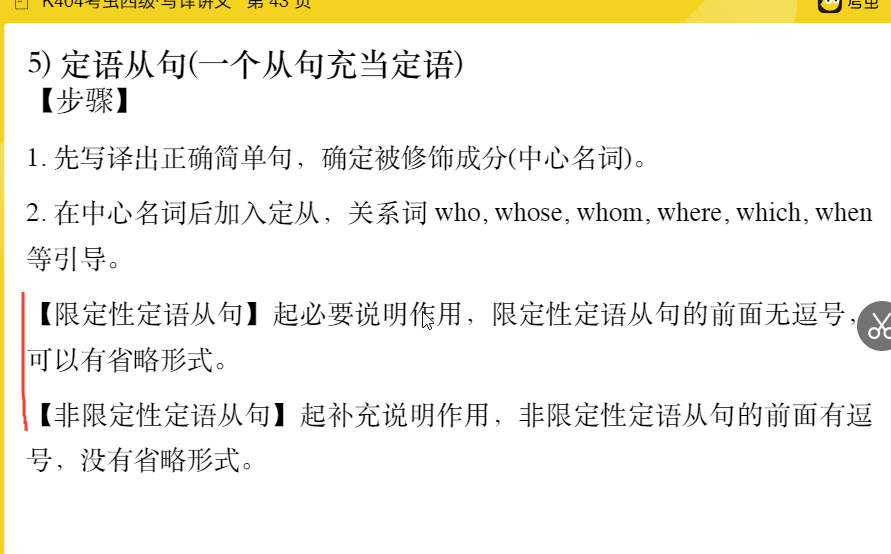 K404考虫四级·写译讲义 第 43 页
考虫
5) 定语从句(一个从句充当定语)
【步骤】
1. 先写译出正确简单句，确定被修饰成分(中心名词)。
2. 在中心名词后加入定从，关系词 who, whose, whom, where, which, when
等引导。
【限定性定语从句】起必要说明作用，限定性定语从句的前面无逗号，
可以有省略形式。
【非限定性定语从句】起补充说明作用，非限定性定语从句的前面有逗
号，没有省略形式。